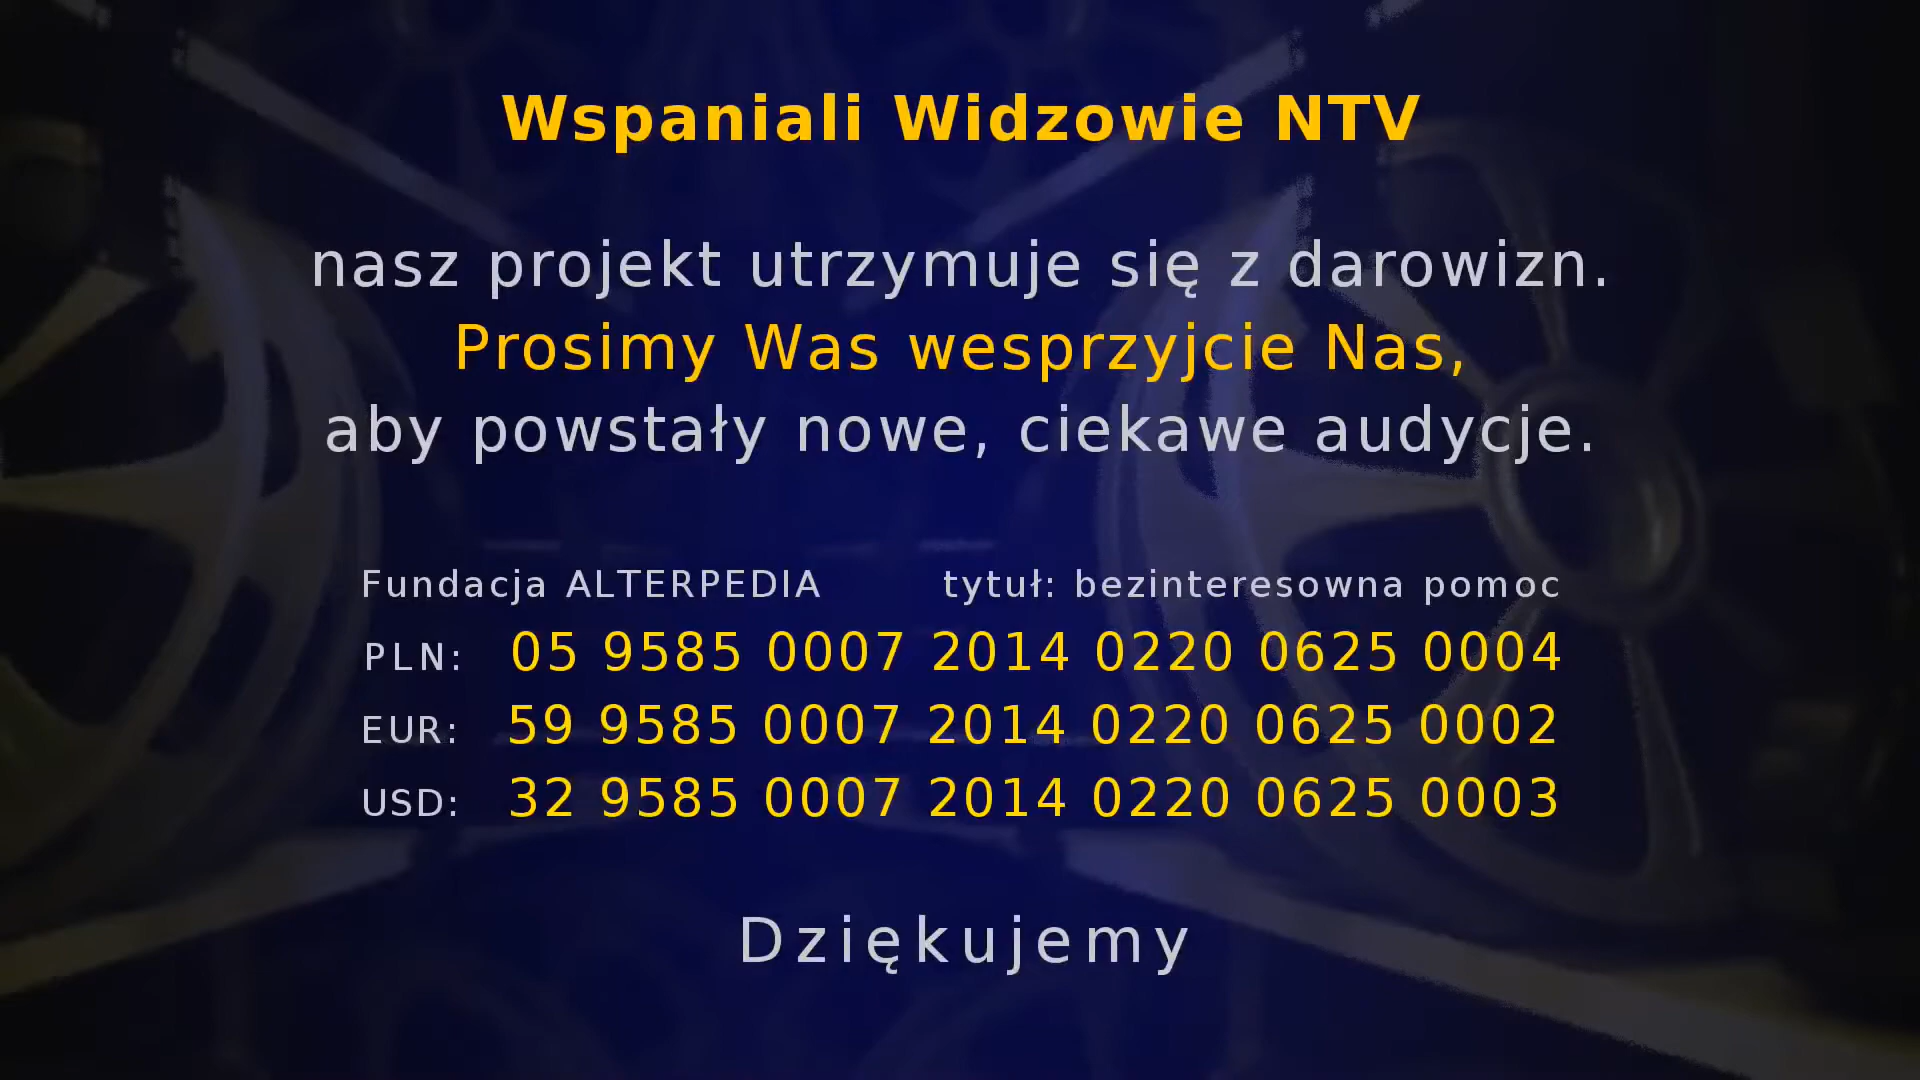 Wspaniali Widzowie NTV
nasz projekt utrzymuje się z darowizn.
Prosimy Was wesprzyjcie Nas,
aby powstały nowe, ciekawe audycje.
Fundacja ALTERPEDIA tytuł: bezinteresowna pomoc
PLN: 05 9585 0007 2014 0220 0625 0004
EUR: 59 9585 0007 2014 0220 0625 0002
USD: 32 9585 0007 2014 0220 0625 0003
Dziękujemy